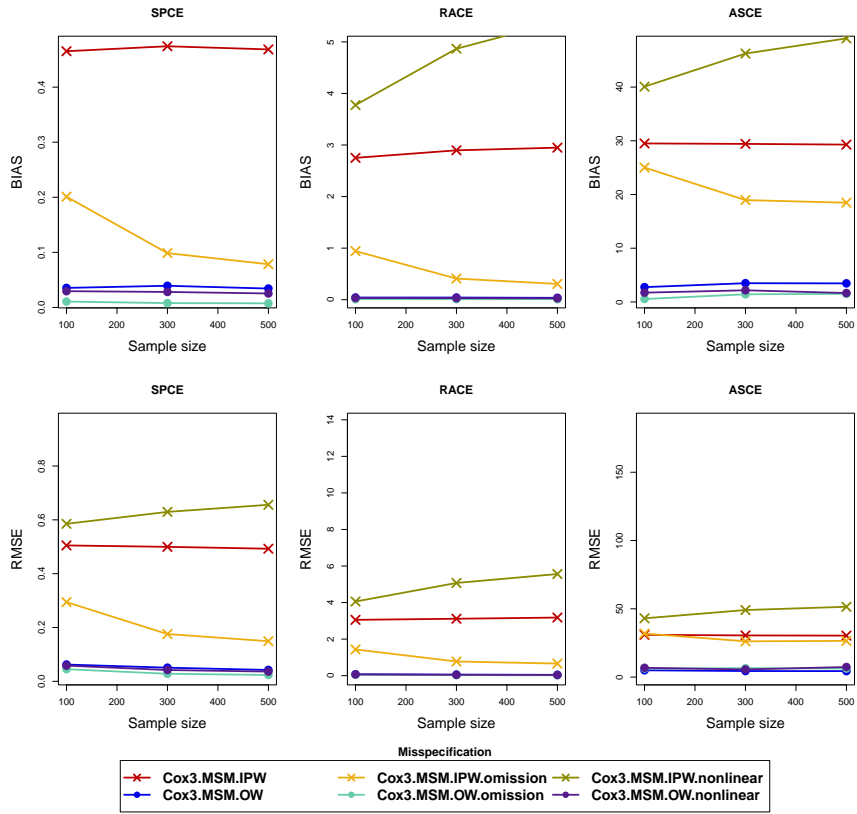 SPCE
RACE
ASCE
BIAS
0.0
0.1
0.2
0.3
0.4
100
200
300
400
500
Sample size
BIAS
0
1
2
3
4
5
100
200
300
400
500
Sample size
BIAS
0
10
20
30
40
100
200
300
400
500
Sample size
SPCE
RACE
ASCE
RMSE
0.0
0.2
0.4
0.6
0.8
100
200
300
400
500
Sample size
RMSE
0
2
4
6
8
10
12
14
100
200
300
400
500
Sample size
RMSE
0
50
100
150
100
200
300
400
500
Sample size
Misspecification
Cox3.MSM.IPW
Cox3.MSM.IPW.omission
Cox3.MSM.IPW.nonlinear
Cox3.MSM.OW
Cox3.MSM.OW.omission
Cox3.MSM.OW.nonlinear